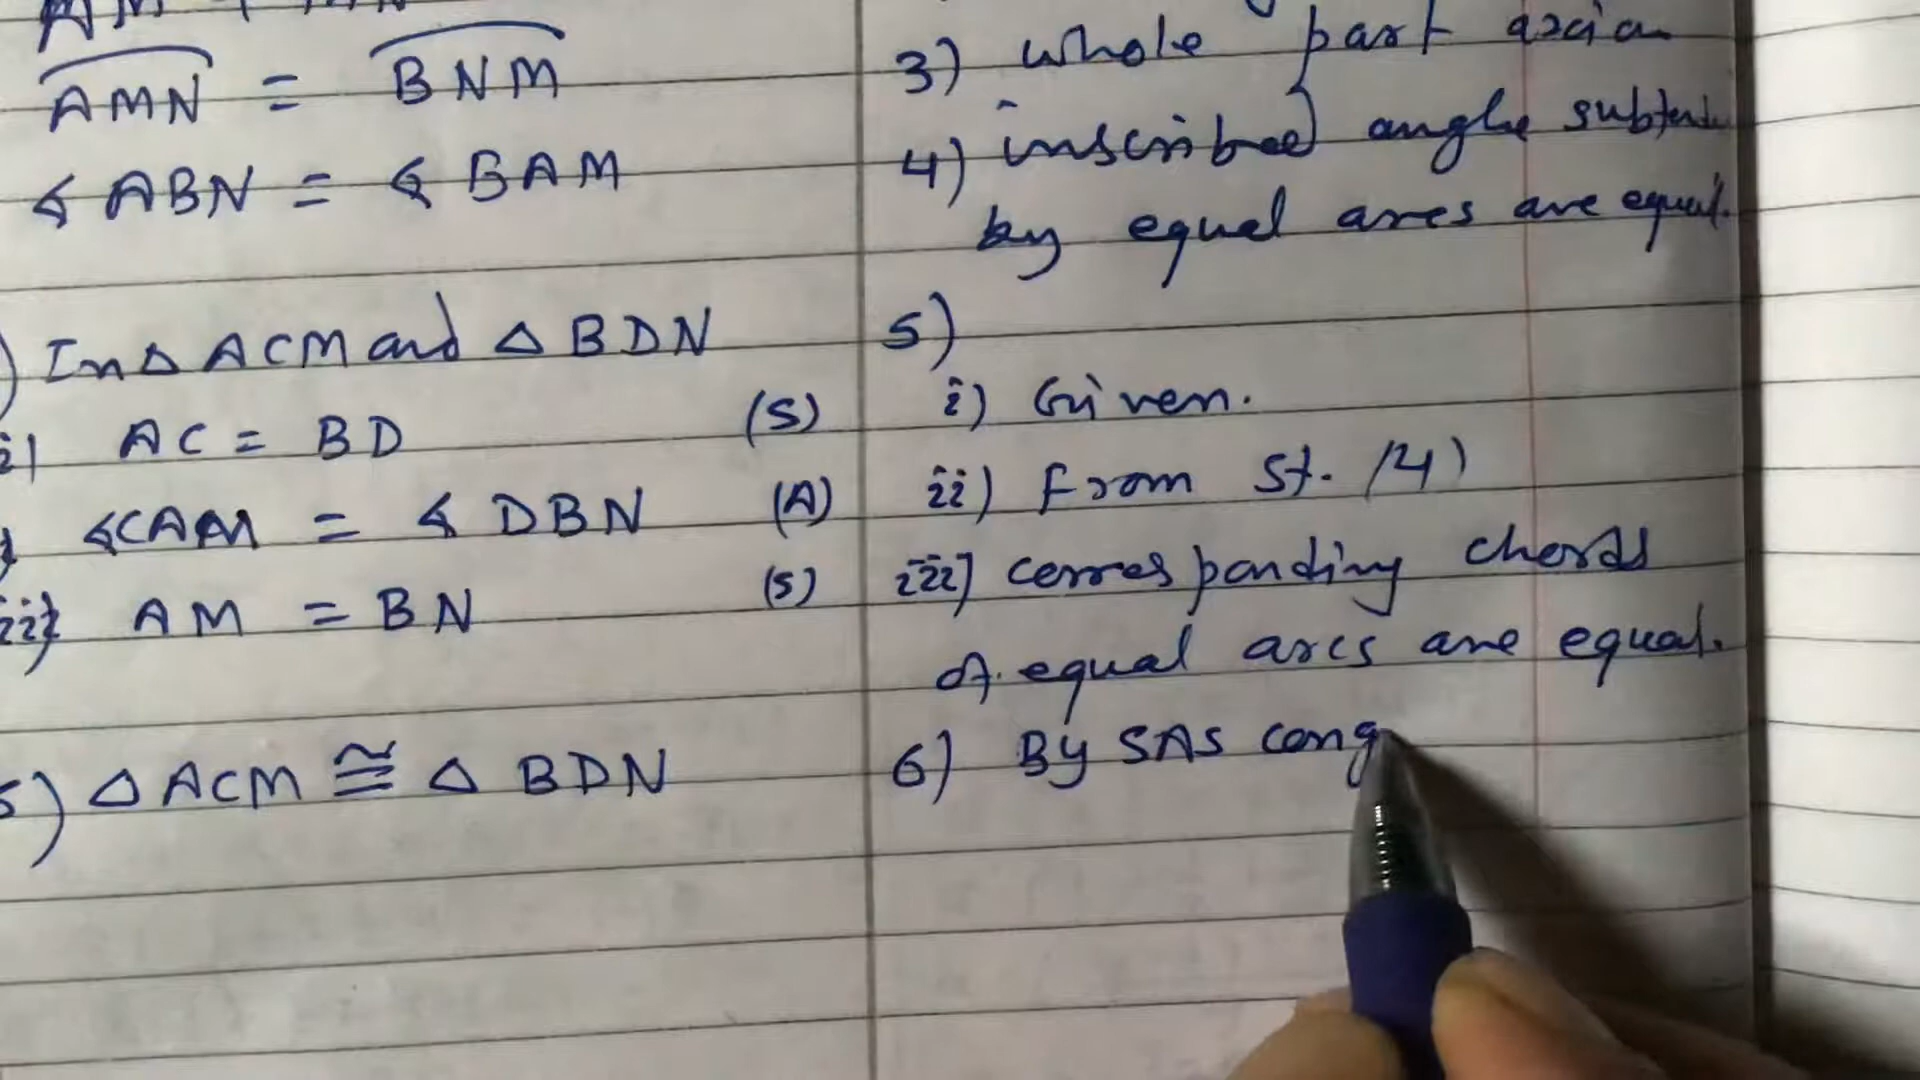 AMN = BNM
∢ ABN = ∢ BAM
) In △ ACM and △ BDN
i) AC = BD (S)
∢CAM = ∢ DBN (A)
iii) AM = BN (S)
) △ ACM ≅ △ BDN
3) whole part axiom
4) inscribed angle subtend
by equal arcs are equal.
5)
i) Given.
ii) From st. (4)
iii) corresponding chords
of equal arcs are equal.
6) By SAS cong